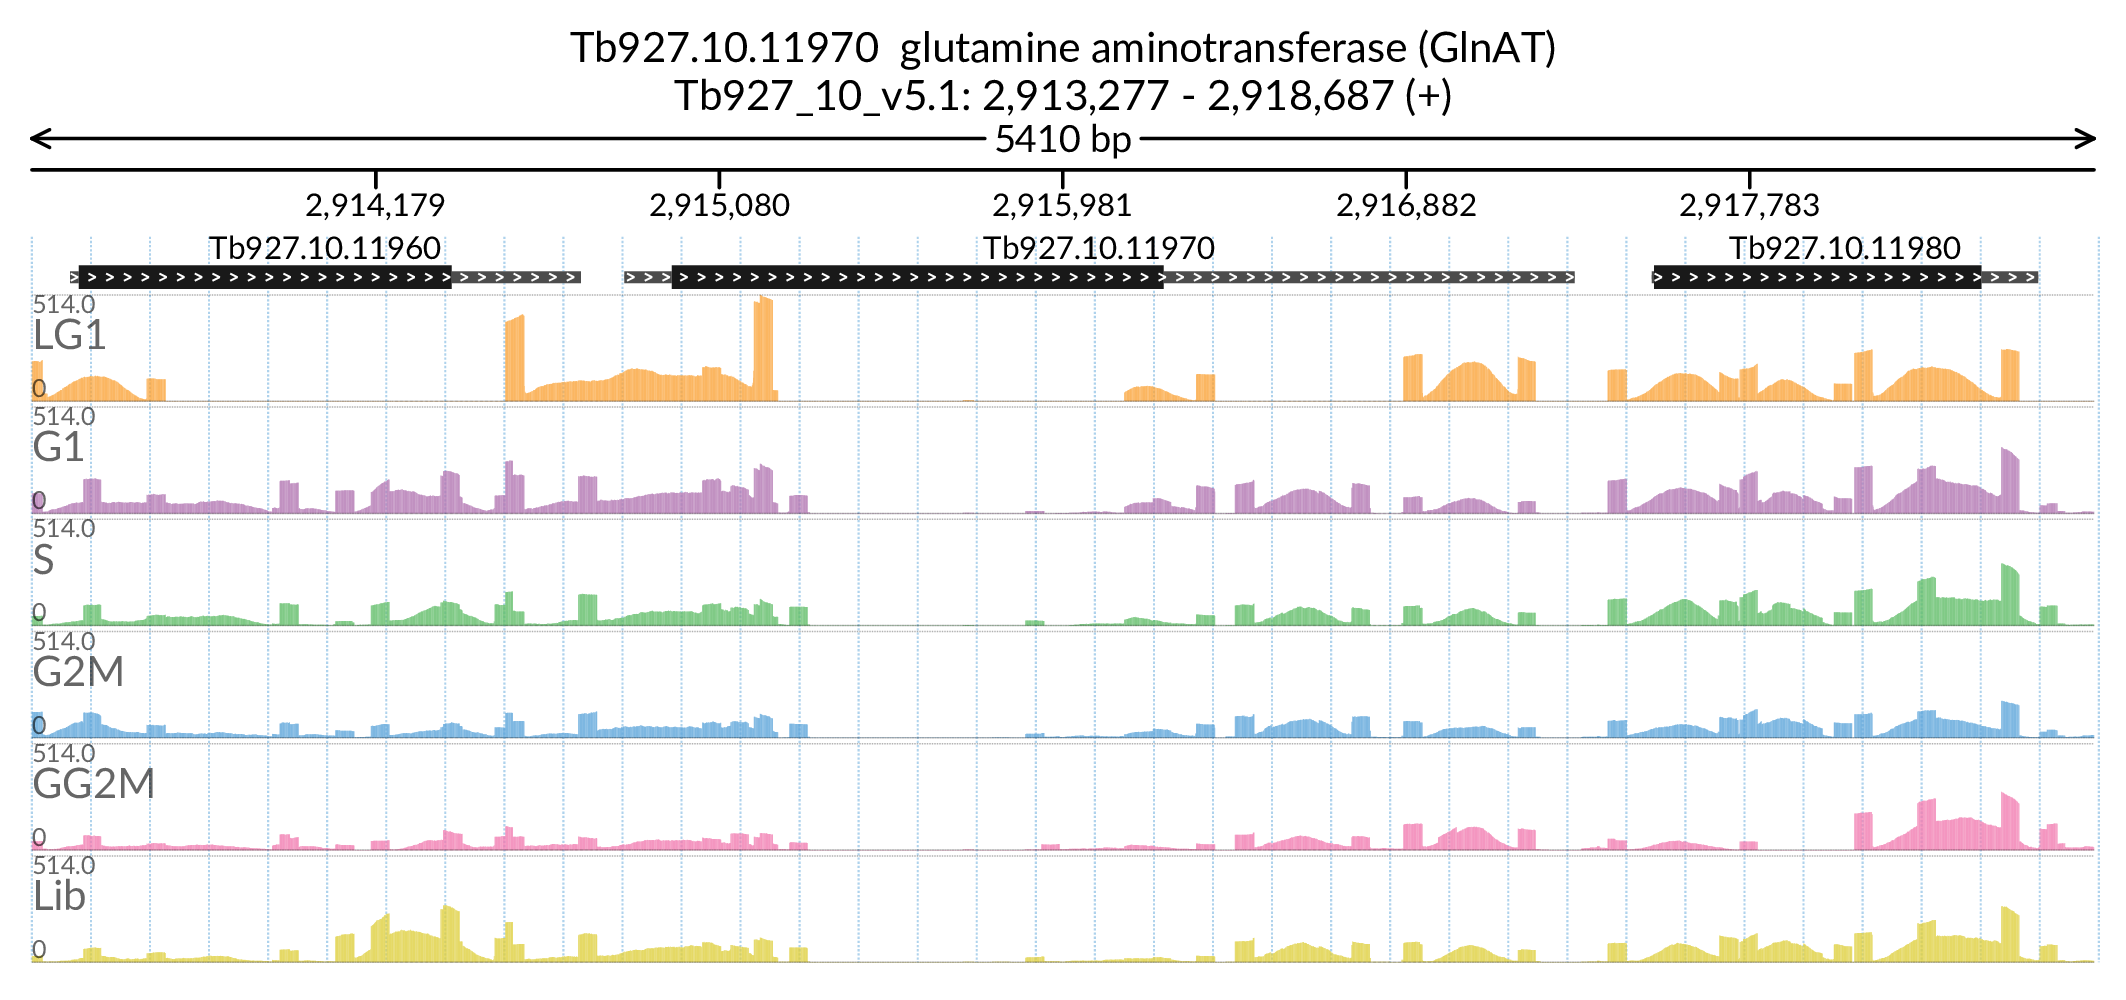 Tb927.10.11970  glutamine aminotransferase (GlnAT)
Tb927_10_v5.1: 2,913,277 - 2,918,687 (+)
5410 bp
2,914,179 2,915,080 2,915,981 2,916,882 2,917,783
Tb927.10.11960 Tb927.10.11970 Tb927.10.11980
514.0
LG1
0
514.0
G1
0
514.0
S
0
514.0
G2M
0
514.0
GG2M
0
514.0
Lib
0